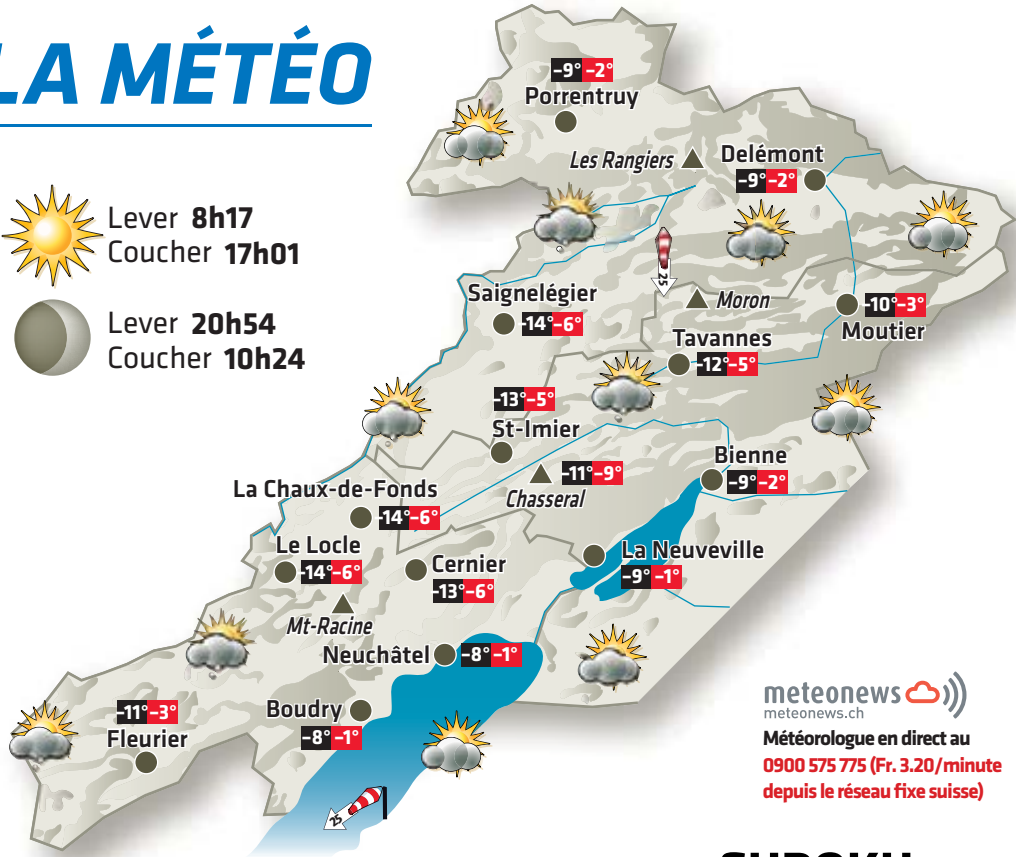 LA MÉTÉO
Lever 8h17
Coucher 17h01
Lever 20h54
Coucher 10h24
–9° –2°
Porrentruy
Les Rangiers
Delémont
–9° –2°
25
Saignelégier
-14° –6°
Moron
-10° –3°
Moutier
Tavannes
-12° –5°
-13° –5°
St-Imier
-11° –9°
Chasseral
Bienne
–9° –2°
La Chaux-de-Fonds
-14° –6°
Le Locle
-14° –6°
Cernier
-13° –6°
La Neuveville
–9° –1°
Mt-Racine
Neuchâtel
–8° –1°
Boudry
–8° –1°
-11° –3°
Fleurier
25
meteonews
meteonews.ch
Météorologue en direct au
0900 575 775 (Fr. 3.20/minute
depuis le réseau fixe suisse)